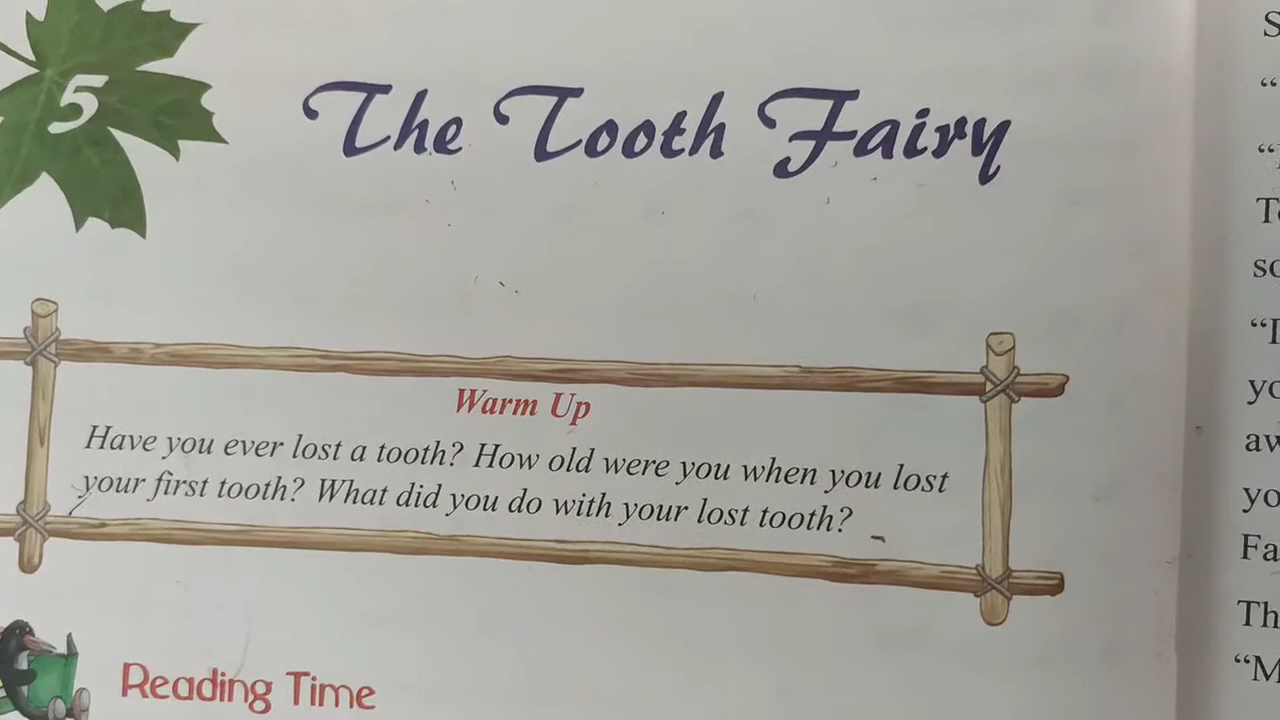 5
The Tooth Fairy
Warm Up
Have you ever lost a tooth? How old were you when you lost
your first tooth? What did you do with your lost tooth?
Reading Time